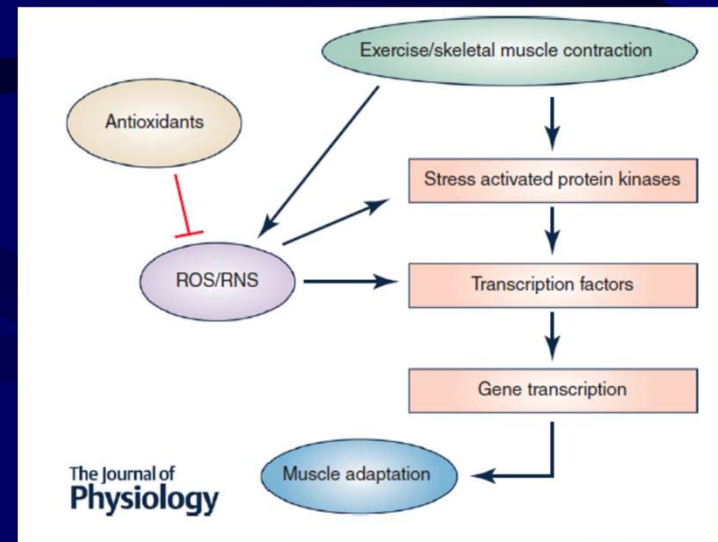 Exercise/skeletal muscle contraction
Antioxidants
Stress activated protein kinases
ROS/RNS
Transcription factors
Gene transcription
Muscle adaptation
The Journal of
Physiology